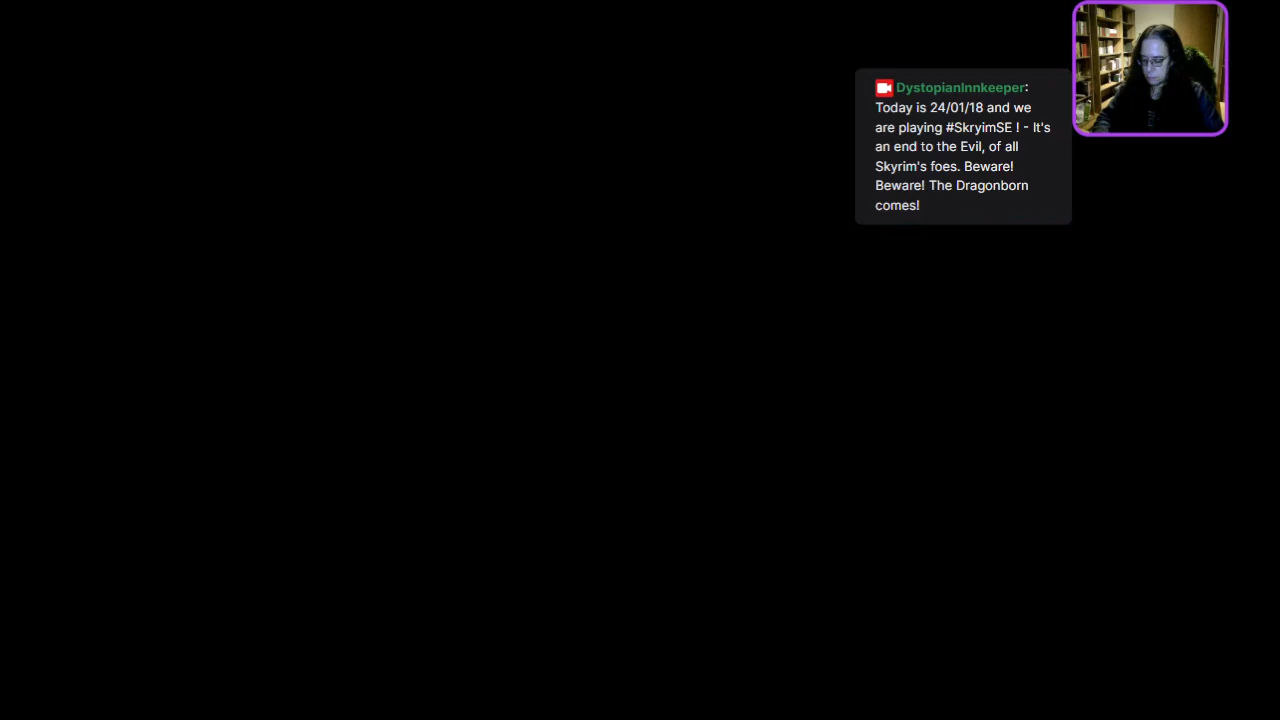 DystopianInnkeeper:
Today is 24/01/18 and we
are playing #SkryimSE ! - It's
an end to the Evil, of all
Skyrim's foes. Beware!
Beware! The Dragonborn
comes!